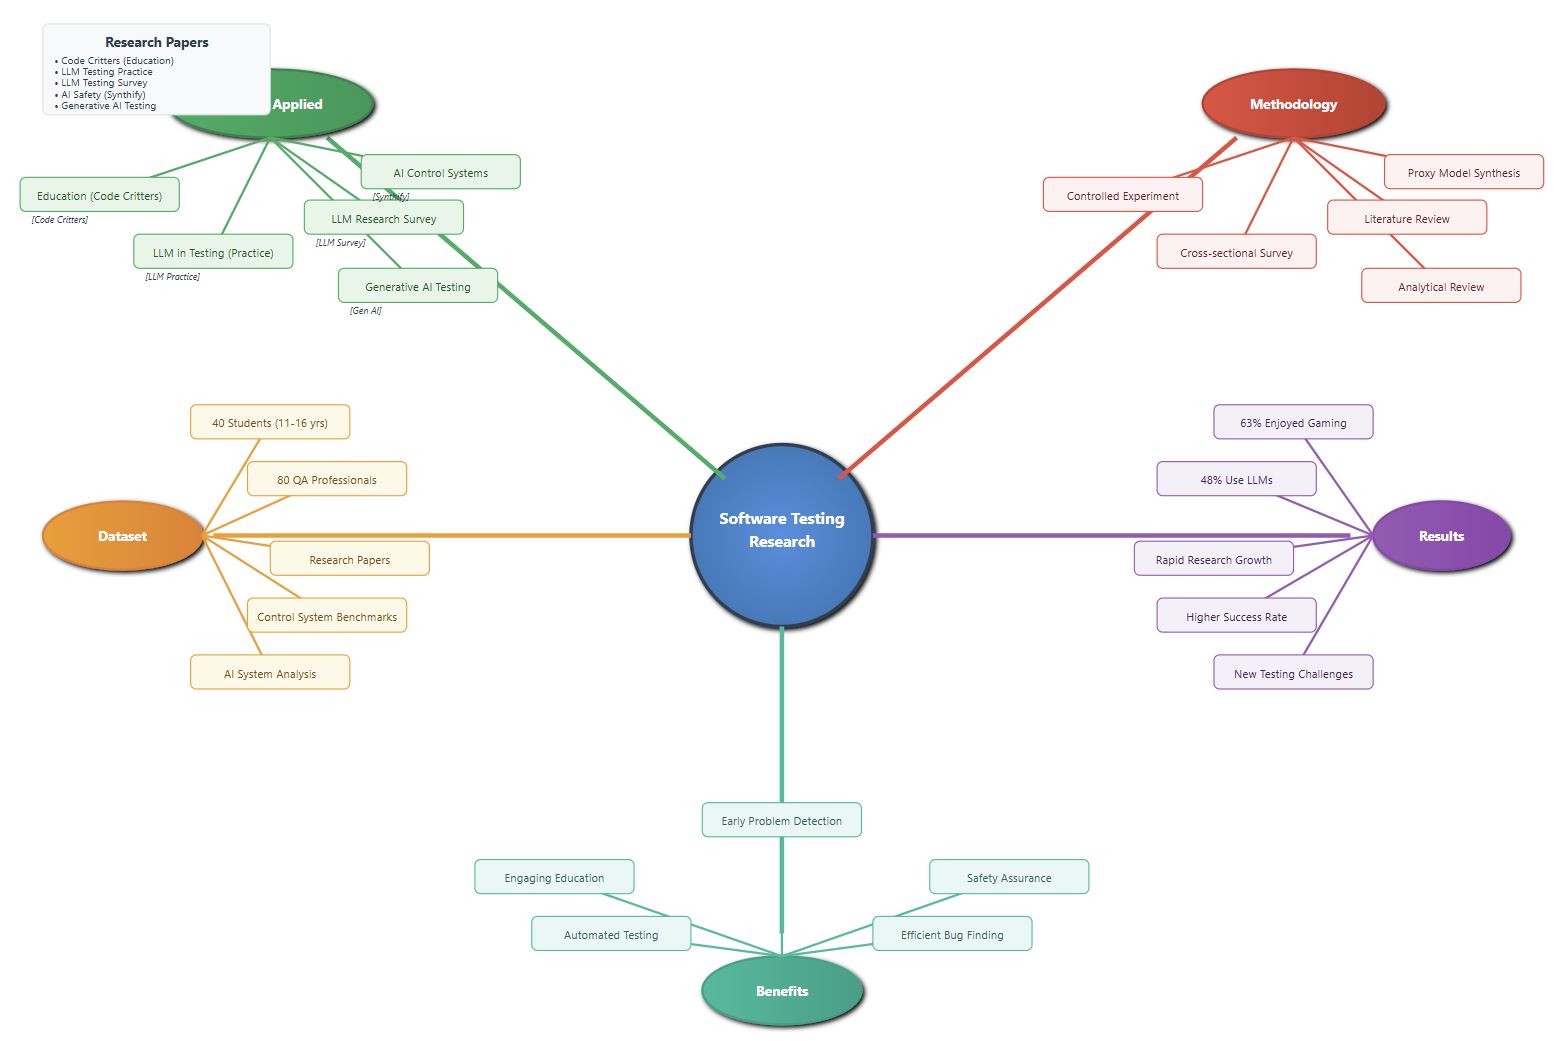 Research Papers
• Code Critters (Education)
• LLM Testing Practice
• LLM Testing Survey
• AI Safety (Synthify)
• Generative AI Testing
Applied
AI Control Systems
[Synthify]
Education (Code Critters)
[Code Critters]
LLM Research Survey
[LLM Survey]
LLM in Testing (Practice)
[LLM Practice]
Generative AI Testing
[Gen AI]
Methodology
Proxy Model Synthesis
Controlled Experiment
Literature Review
Cross-sectional Survey
Analytical Review
40 Students (11-16 yrs)
80 QA Professionals
Dataset
Research Papers
Control System Benchmarks
AI System Analysis
Software Testing
Research
63% Enjoyed Gaming
48% Use LLMs
Results
Rapid Research Growth
Higher Success Rate
New Testing Challenges
Early Problem Detection
Engaging Education
Safety Assurance
Automated Testing
Efficient Bug Finding
Benefits